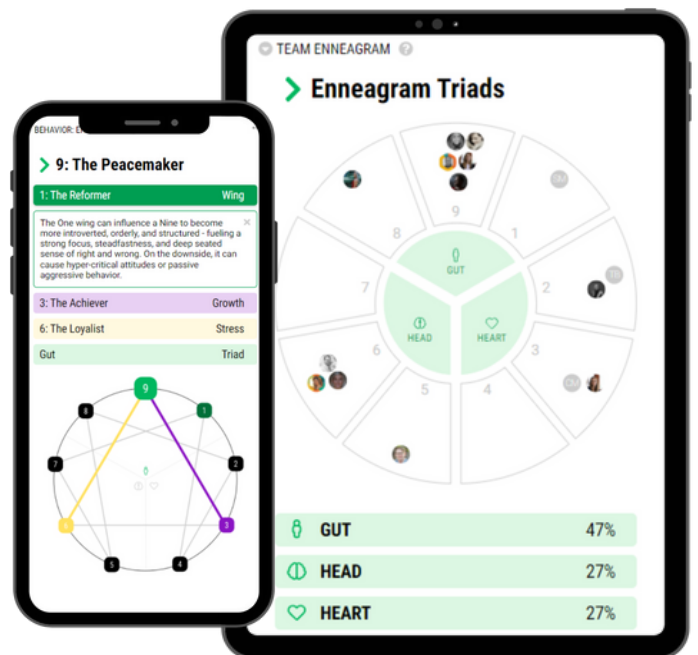 BEHAVIOR: E
9: The Peacemaker
1: The Reformer Wing
The One wing can influence a Nine to become
more introverted, orderly, and structured - fueling a
strong focus, steadfastness, and deep seated
sense of right and wrong. On the downside, it can
cause hyper-critical attitudes or passive
aggressive behavior.
3: The Achiever Growth
6: The Loyalist Stress
Gut Triad
9
8
1
7
2
6
3
5
4
TEAM ENNEAGRAM ?
Enneagram Triads
9
8
1
DM
GUT
7
2
TR
HEAD
HEART
6
3
DM
5
4
GUT 47%
HEAD 27%
HEART 27%